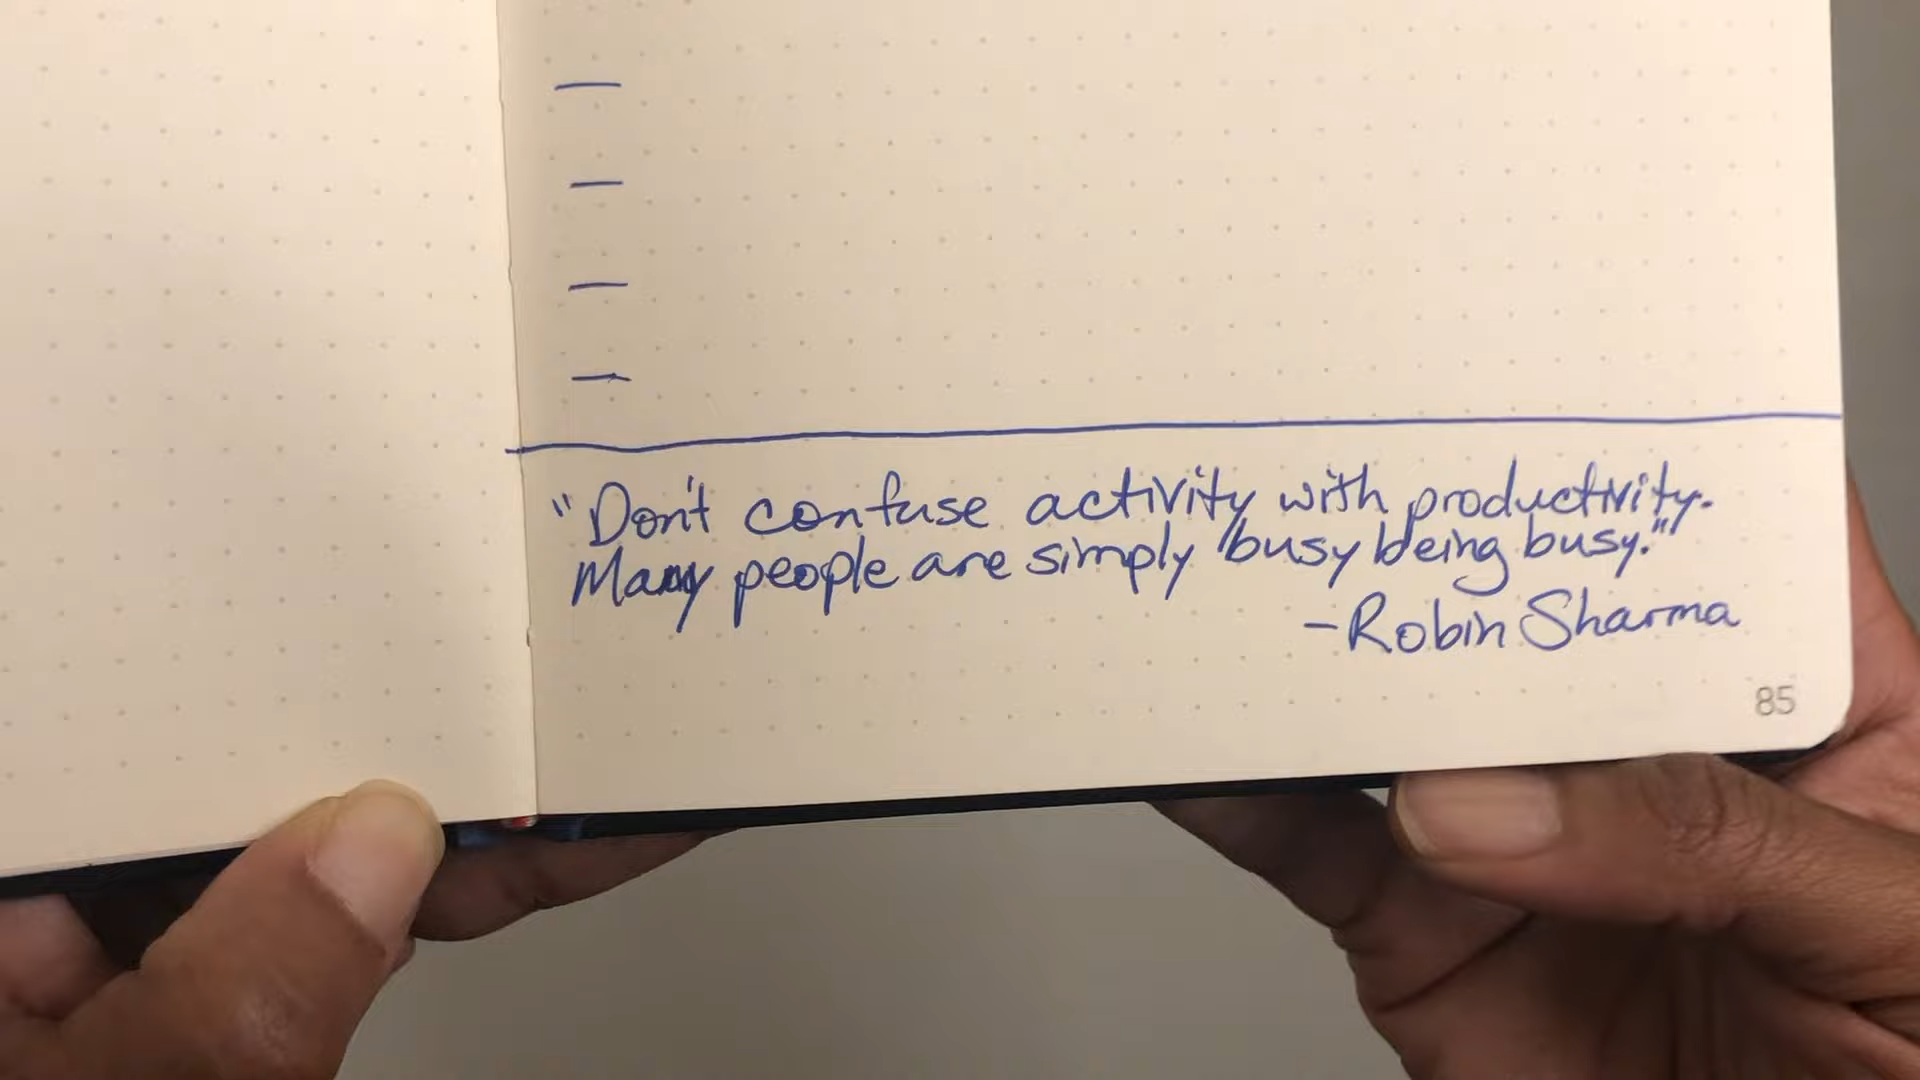 "Don't confuse activity with productivity.
Many people are simply busy being busy."
-Robin Sharma
85